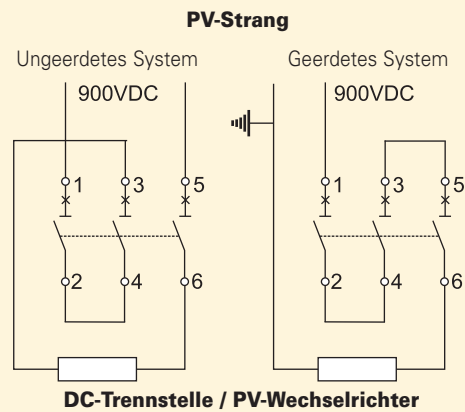 PV-Strang
Ungeerdetes System
Geerdetes System
900VDC
900VDC
1 3 5
1 3 5
2 4 6
2 4 6
DC-Trennstelle / PV-Wechselrichter